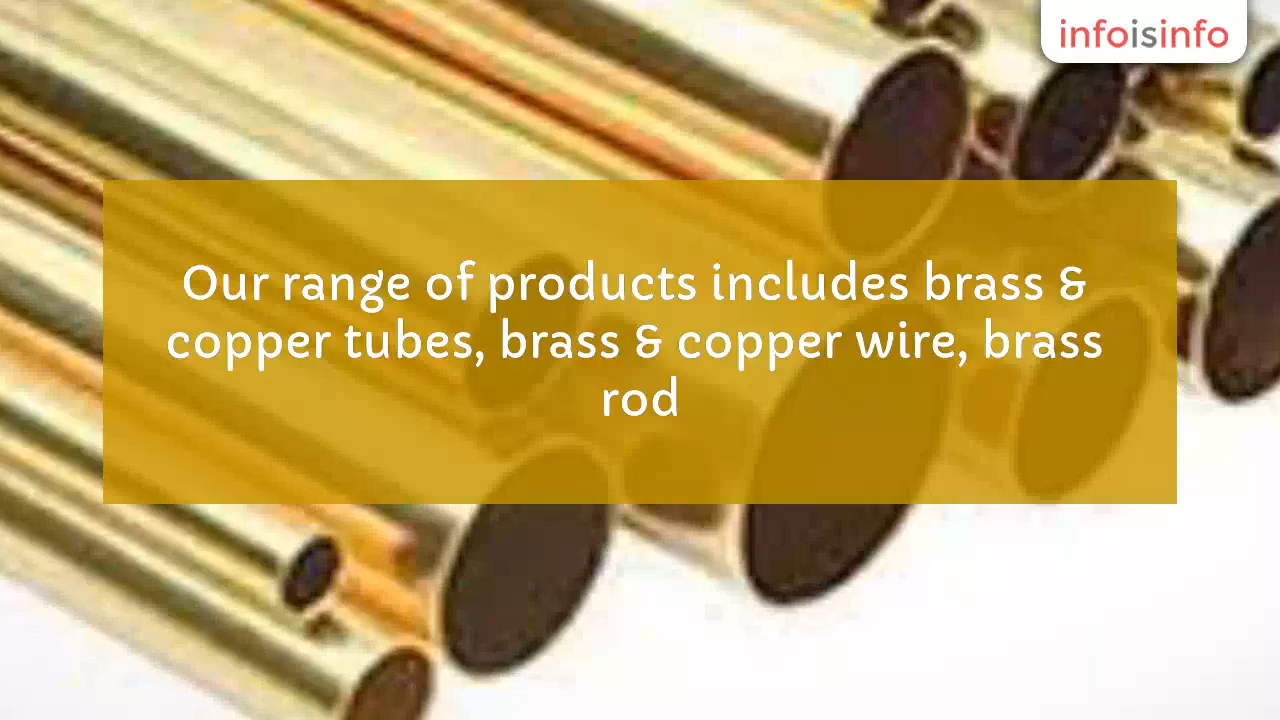 infoisinfo
Our range of products includes brass &
copper tubes, brass & copper wire, brass
rod